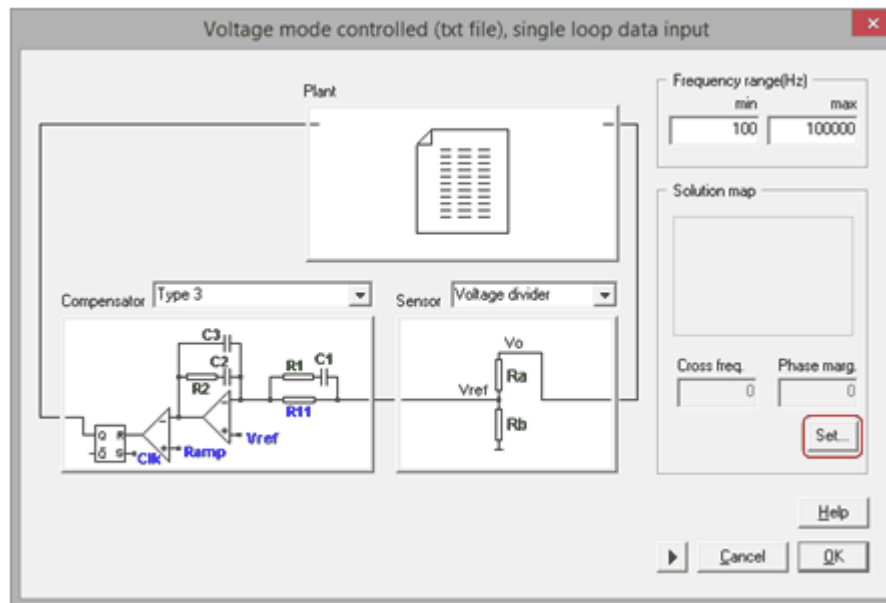 Voltage mode controlled (txt file), single loop data input
x
Plant
Frequency range(Hz)
min max
100 100000
Solution map
Compensator Type 3
Sensor Voltage divider
C3
C2
R2
R1 C1
R11
Vref
Ramp
Clk
Q R
Q S
Vo
Vref
Ra
Rb
Cross freq. Phase marg.
0 0
Set...
Help
Cancel OK